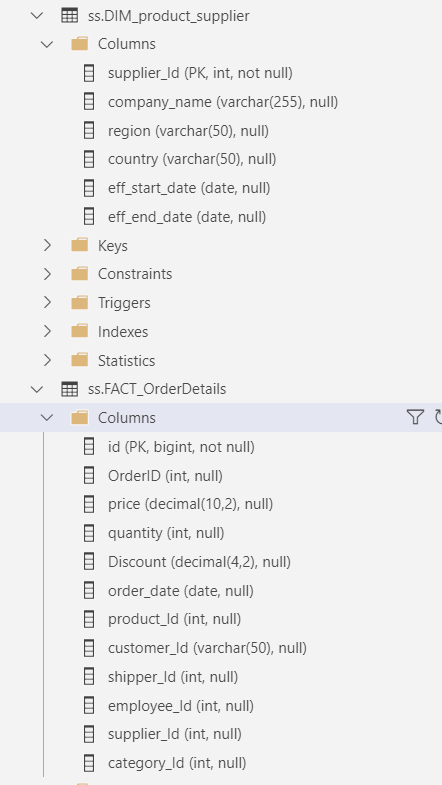 ss.DIM_product_supplier
Columns
supplier_Id (PK, int, not null)
company_name (varchar(255), null)
region (varchar(50), null)
country (varchar(50), null)
eff_start_date (date, null)
eff_end_date (date, null)
Keys
Constraints
Triggers
Indexes
Statistics
ss.FACT_OrderDetails
Columns
id (PK, bigint, not null)
OrderID (int, null)
price (decimal(10,2), null)
quantity (int, null)
Discount (decimal(4,2), null)
order_date (date, null)
product_Id (int, null)
customer_Id (varchar(50), null)
shipper_Id (int, null)
employee_Id (int, null)
supplier_Id (int, null)
category_Id (int, null)